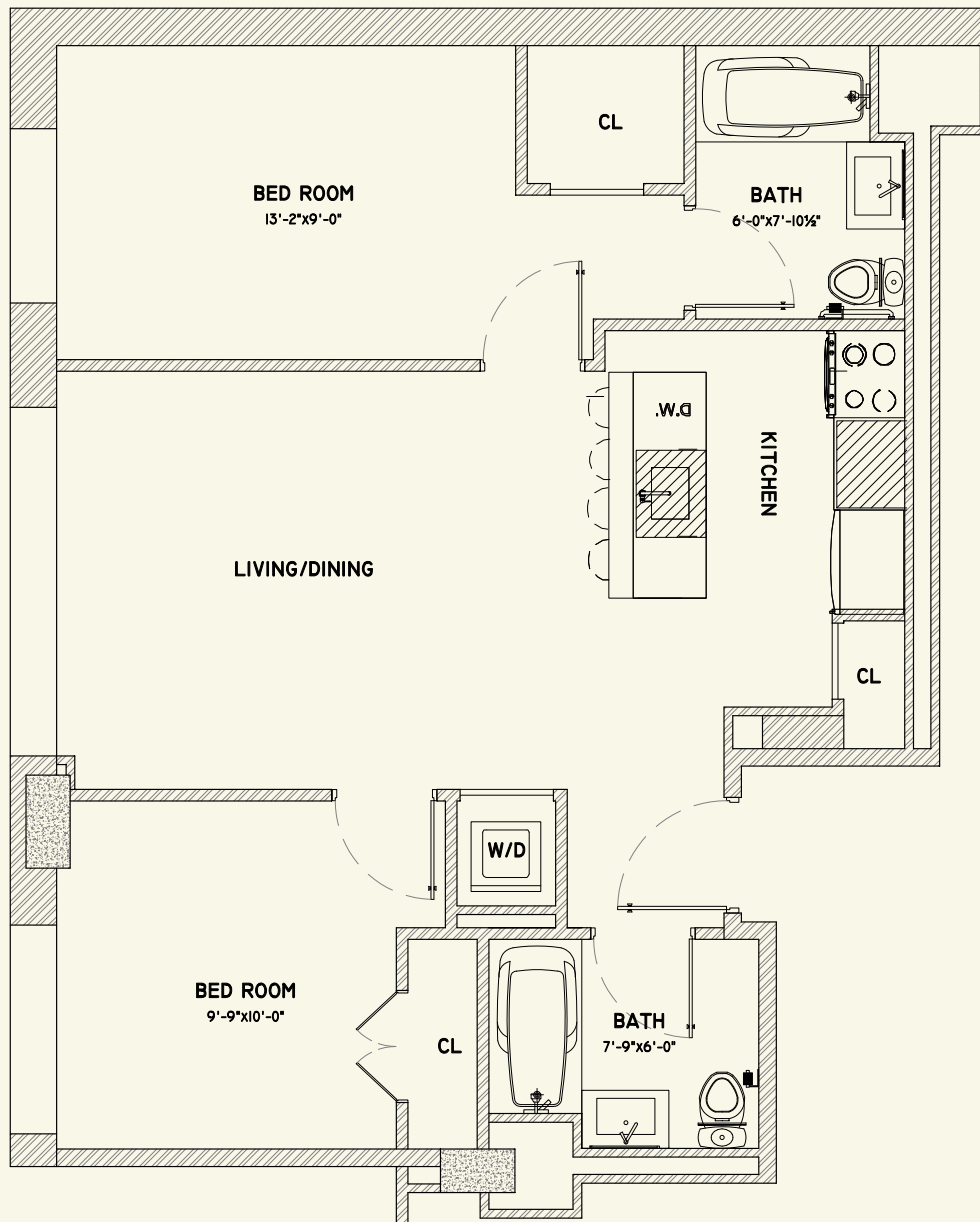 CL
BED ROOM
13'-2"x9'-0"
BATH
6'-0"x7'-10½"
D.W.
KITCHEN
LIVING/DINING
CL
W/D
BED ROOM
9'-9"x10'-0"
CL
BATH
7'-9"x6'-0"